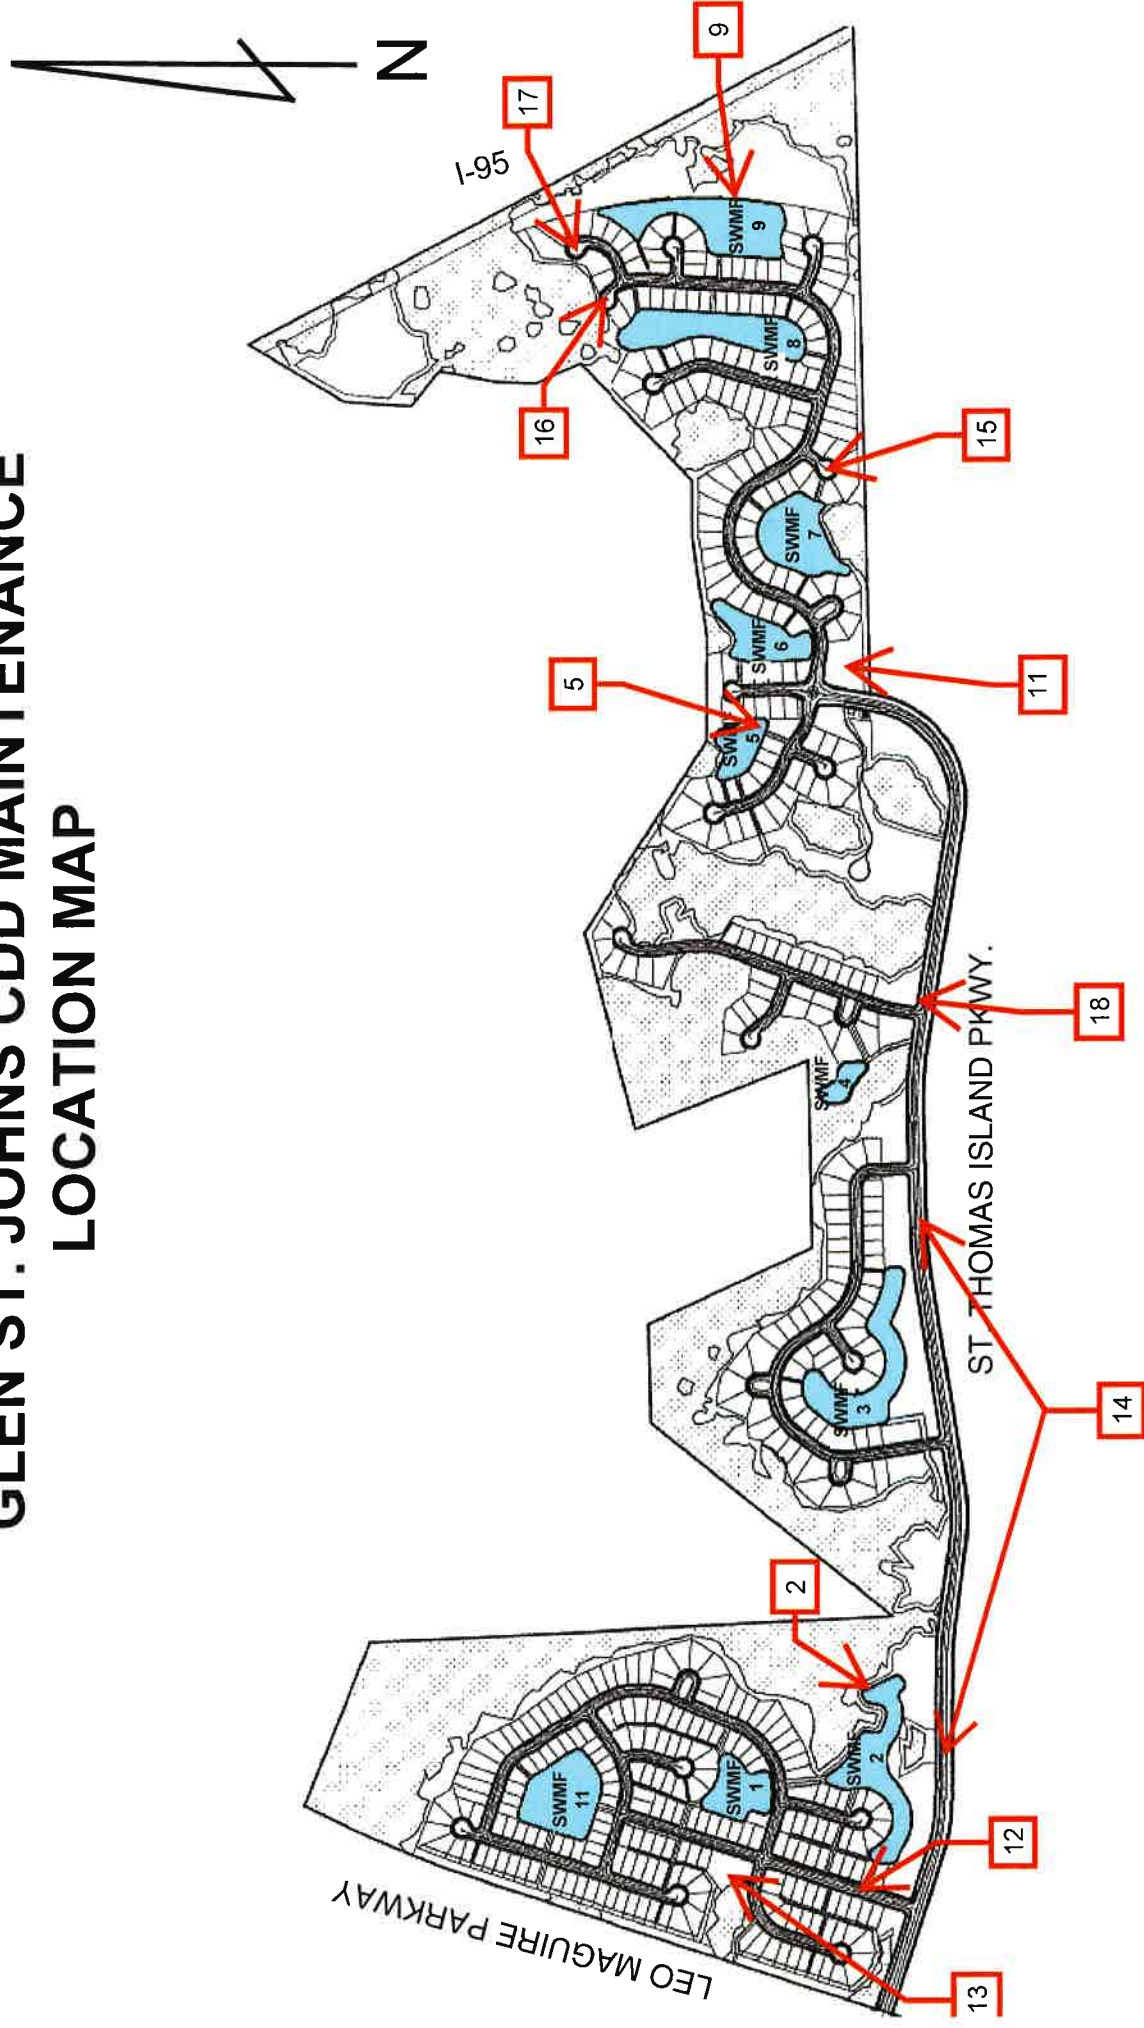 GLEN ST. JOHNS CDD MAINTENANCE
LOCATION MAP
N
I-95
17
9
16
15
5
11
18
14
2
12
13
SWMF
9
SWMF
8
SWMF
7
SWMF
6
SWMF
5
SWMF
4
SWMF
3
SWMF
2
SWMF
1
SWMF
11
ST. THOMAS ISLAND PKWY.
LEO MAGUIRE PARKWAY